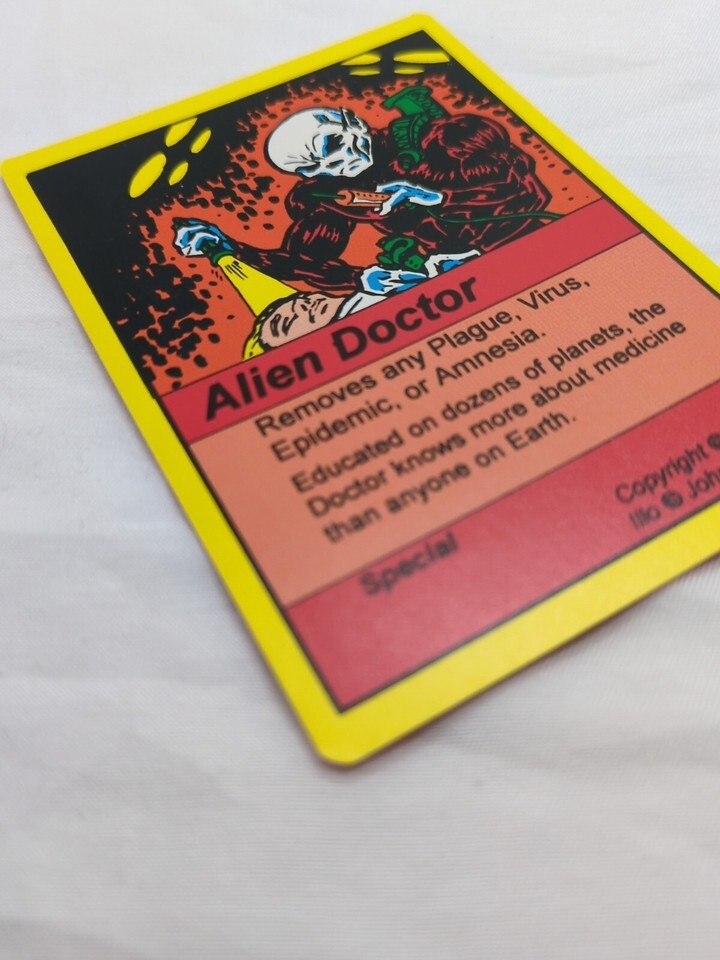 Alien Doctor
Removes any Plague, Virus,
Epidemic, or Amnesia.
Educated on dozens of planets, the
Doctor knows more about medicine
than anyone on Earth.
Special
Copyright ©
Illo © Joh